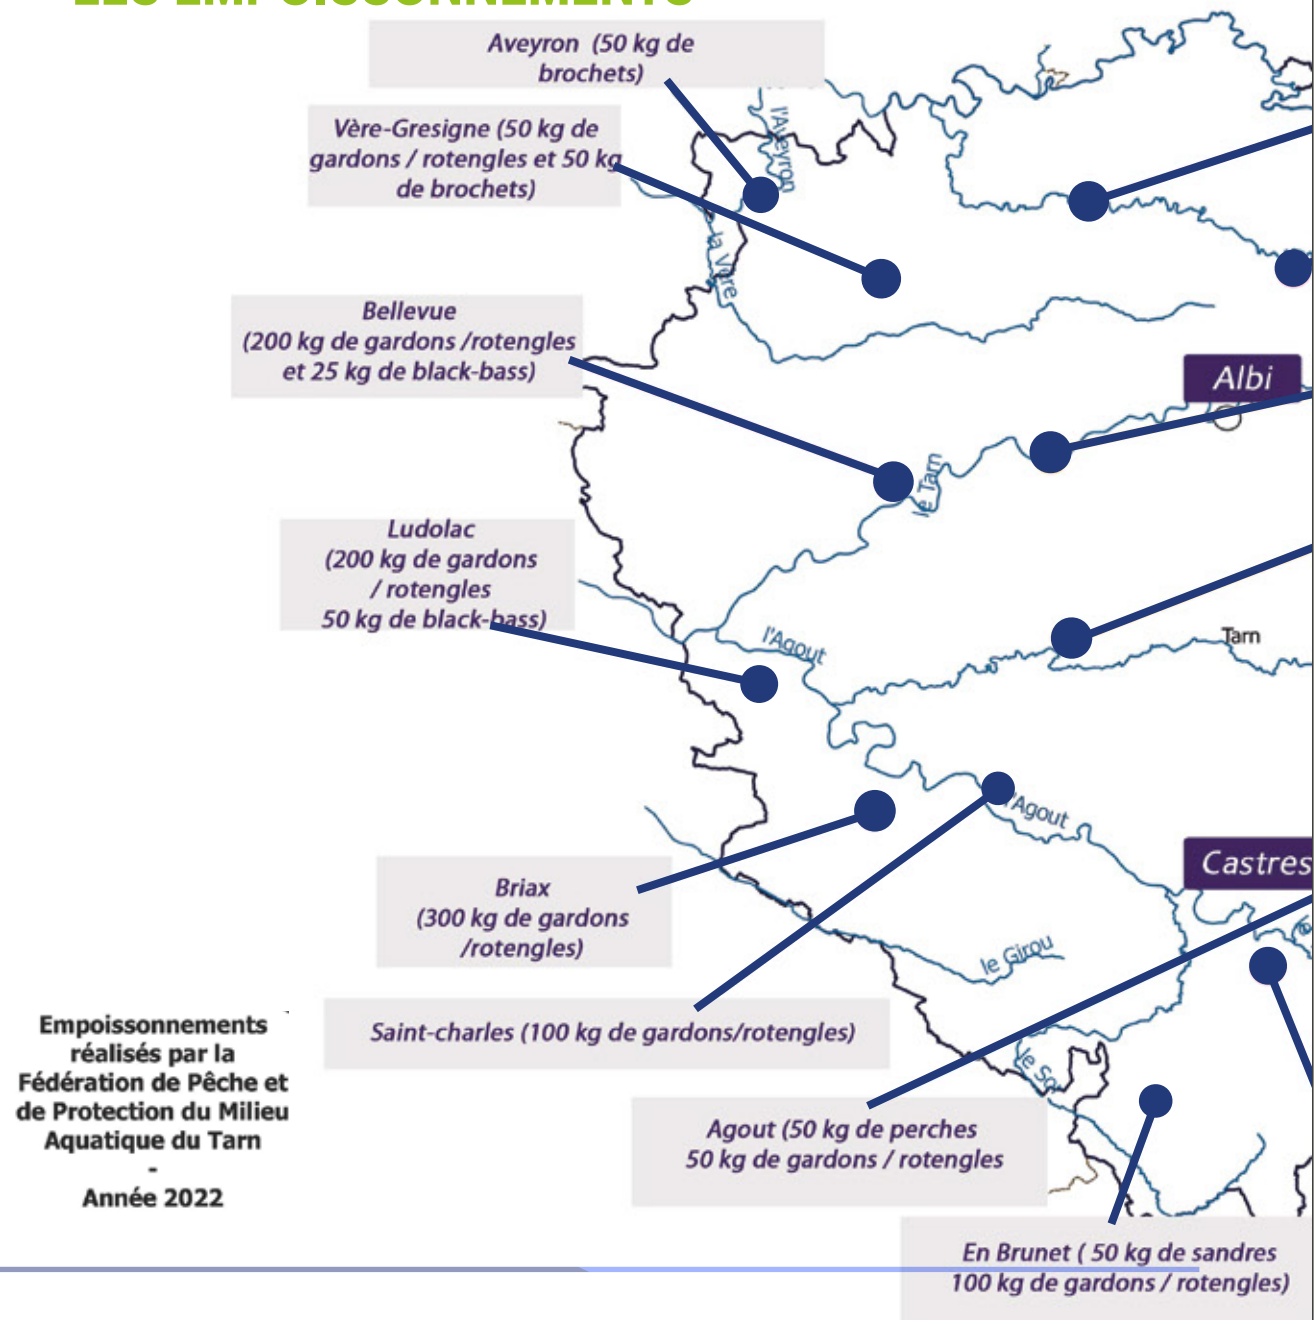 LES EMPOISSONNEMENTS
Aveyron (50 kg de
brochets)
Vère-Gresigne (50 kg de
gardons / rotengles et 50 kg
de brochets)
l'Aveyron
la Vère
Bellevue
(200 kg de gardons /rotengles
et 25 kg de black-bass)
Albi
le Tarn
Ludolac
(200 kg de gardons
/ rotengles
50 kg de black-bass)
l'Agout
Tarn
l'Agout
Castres
Briax
(300 kg de gardons
/rotengles)
le Girou
Saint-charles (100 kg de gardons/rotengles)
le Sor
Agout (50 kg de perches
50 kg de gardons / rotengles
En Brunet ( 50 kg de sandres
100 kg de gardons / rotengles)
Empoissonnements
réalisés par la
Fédération de Pêche et
de Protection du Milieu
Aquatique du Tarn
-
Année 2022